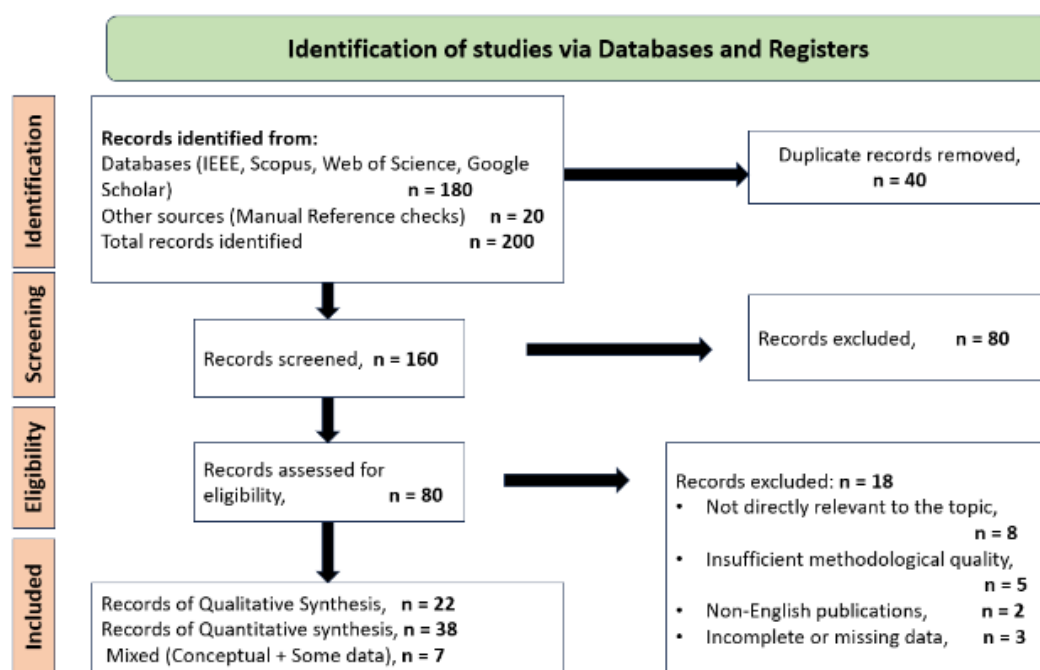 Identification of studies via Databases and Registers
Identification
Records identified from:
Databases (IEEE, Scopus, Web of Science, Google
Scholar) n = 180
Other sources (Manual Reference checks) n = 20
Total records identified n = 200
Duplicate records removed,
n = 40
Screening
Records screened, n = 160
Records excluded, n = 80
Eligibility
Records assessed for
eligibility, n = 80
Records excluded: n = 18
• Not directly relevant to the topic,
n = 8
• Insufficient methodological quality,
n = 5
• Non-English publications, n = 2
• Incomplete or missing data, n = 3
Included
Records of Qualitative Synthesis, n = 22
Records of Quantitative synthesis, n = 38
Mixed (Conceptual + Some data), n = 7